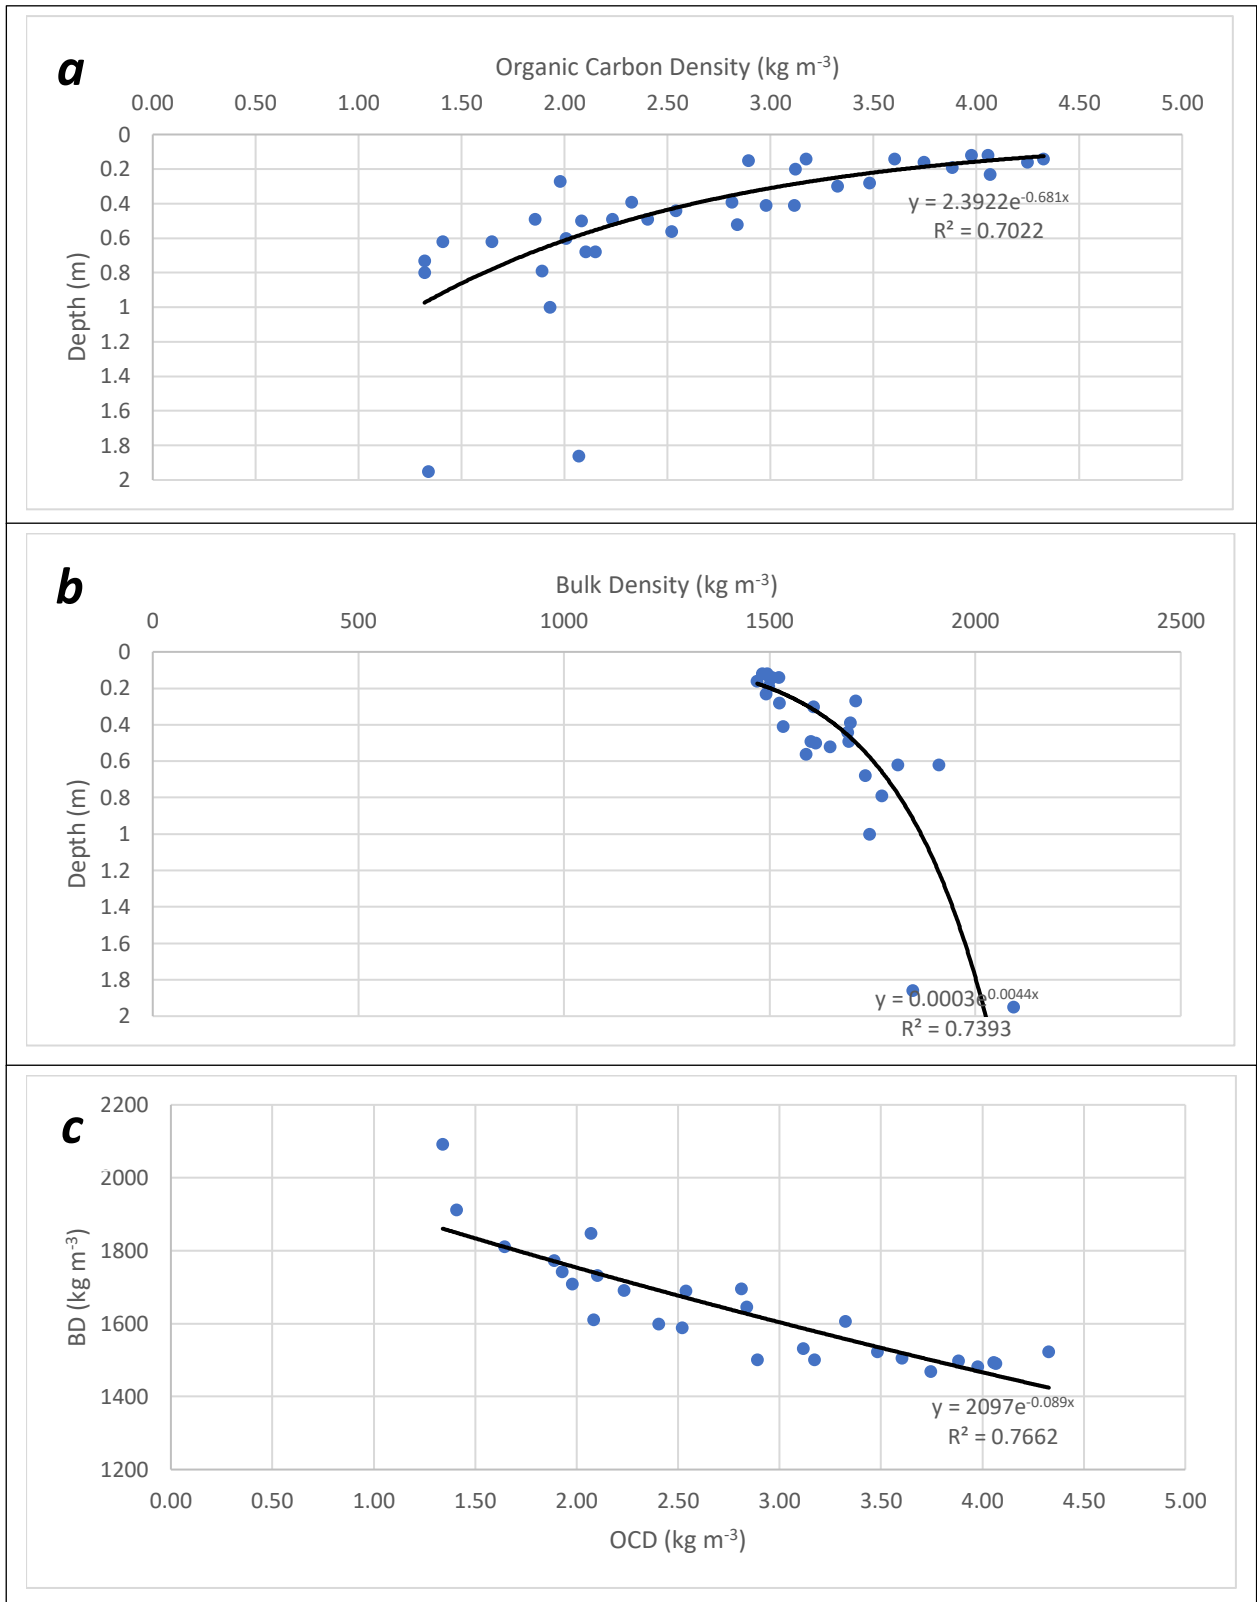 a
Organic Carbon Density (kg m⁻³)
0.00 0.50 1.00 1.50 2.00 2.50 3.00 3.50 4.00 4.50 5.00
Depth (m)
0
0.2
0.4
0.6
0.8
1
1.2
1.4
1.6
1.8
2
y = 2.3922e⁻⁰·⁶⁸¹ˣ
R² = 0.7022
b
Bulk Density (kg m⁻³)
0 500 1000 1500 2000 2500
Depth (m)
0
0.2
0.4
0.6
0.8
1
1.2
1.4
1.6
1.8
2
y = 0.0003e⁰·⁰⁰⁴⁴ˣ
R² = 0.7393
c
BD (kg m⁻³)
2200
2000
1800
1600
1400
1200
y = 2097e⁻⁰·⁰⁸⁹ˣ
R² = 0.7662
0.00 0.50 1.00 1.50 2.00 2.50 3.00 3.50 4.00 4.50 5.00
OCD (kg m⁻³)